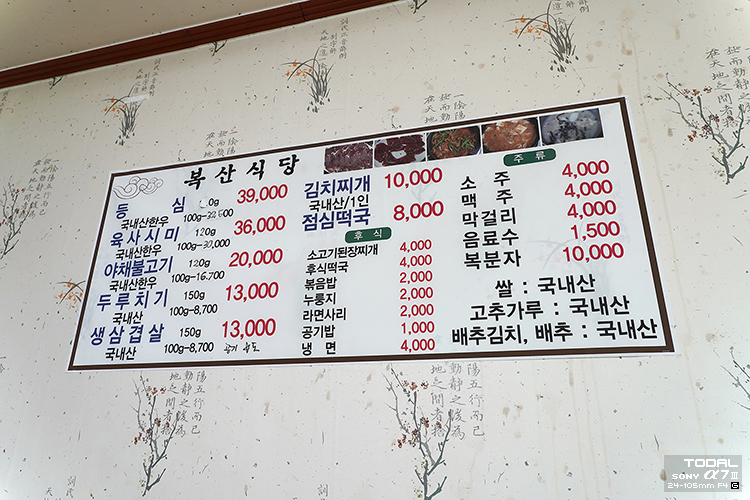 복산식당
등 심 120g 39,000
국내산한우 100g-32,500
육사시미 120g 36,000
국내산한우 100g-30,000
야채불고기 120g 20,000
국내산한우 100g-16,700
두루치기 150g 13,000
국내산 100g-8,700
생삼겹살 150g 13,000
국내산 100g-8,700
김치찌개 10,000
국내산/1인
점심떡국 8,000
후 식
소고기된장찌개 4,000
후식떡국 4,000
볶음밥 2,000
누룽지 2,000
라면사리 2,000
공기밥 1,000
냉 면 4,000
주 류
소 주 4,000
맥 주 4,000
막걸리 4,000
음료수 1,500
복분자 10,000
쌀 : 국내산
고추가루 : 국내산
배추김치, 배추 : 국내산
TODAL
SONY α7 III
24-105mm F4 G